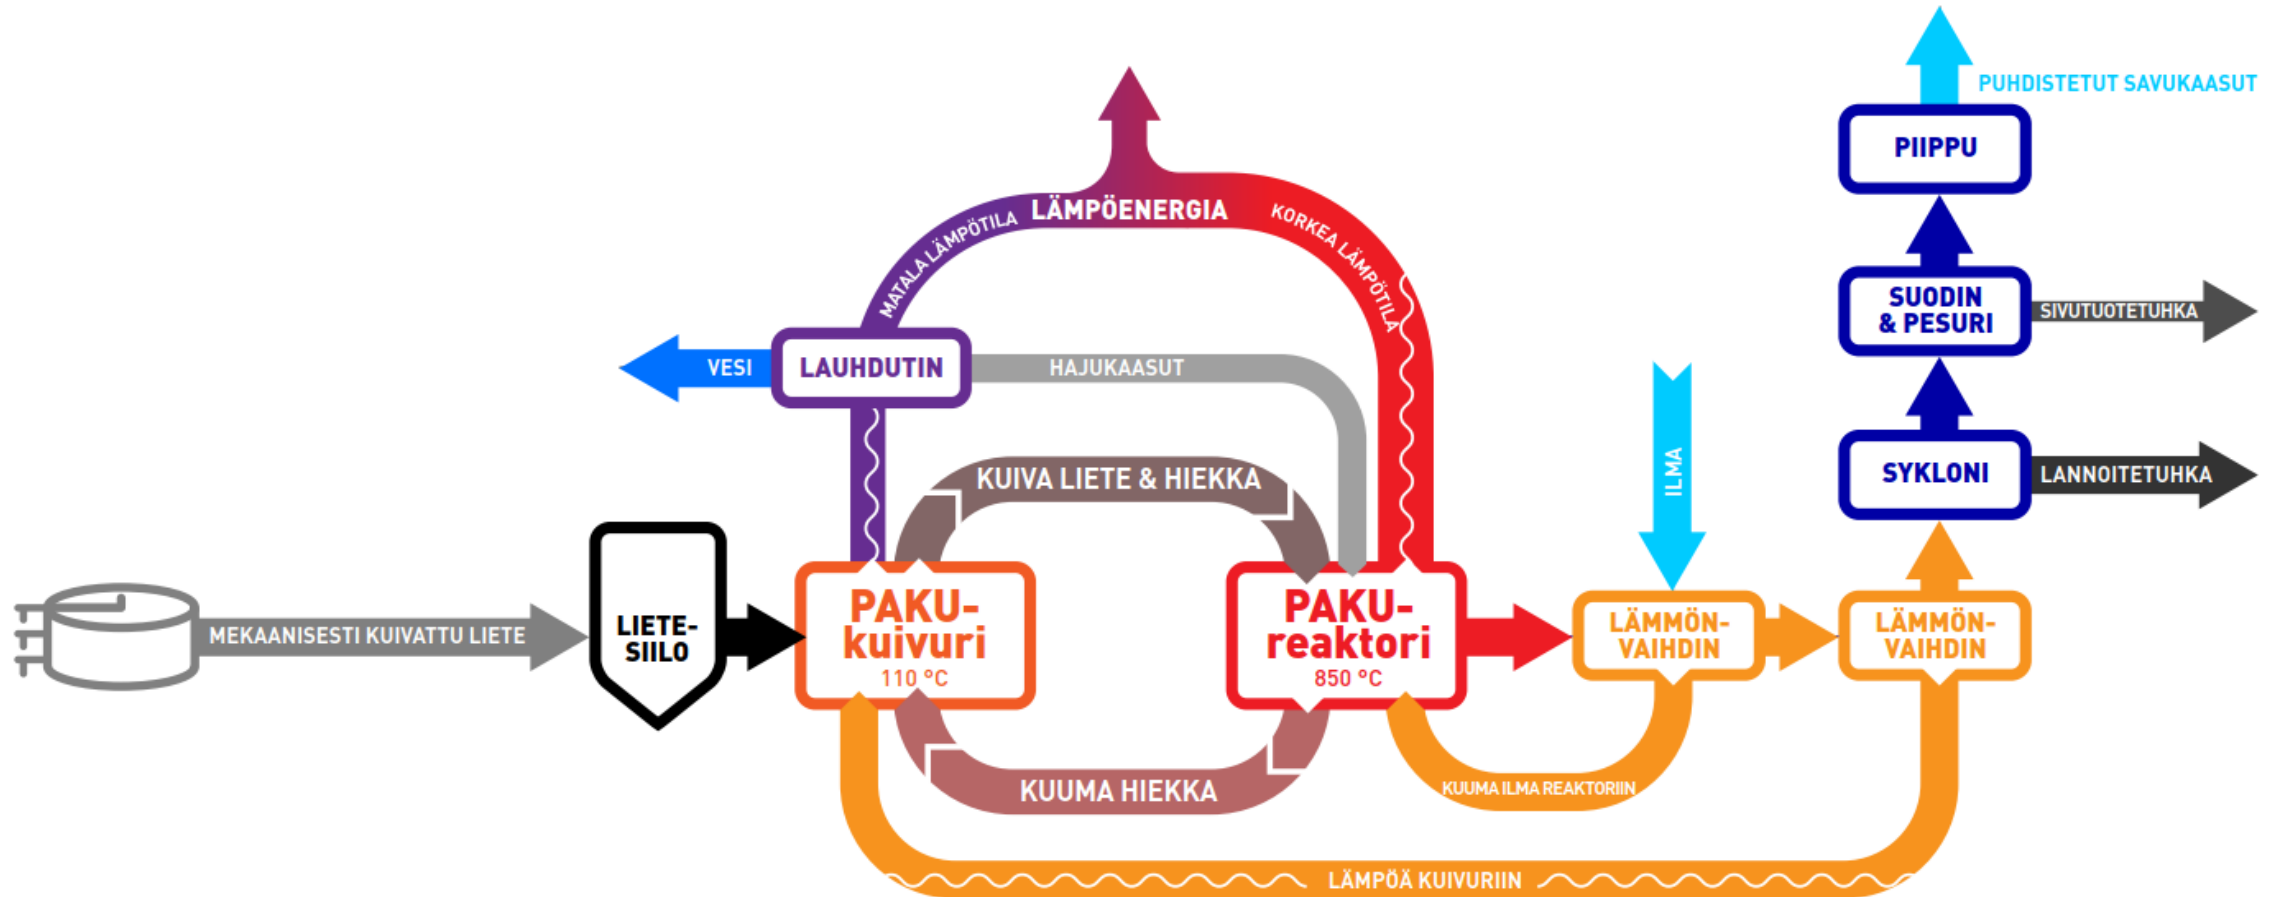 PUHDISTETUT SAVUKAASUT
PIIPPU
LÄMPÖENERGIA
MATALA LÄMPÖTILA
KORKEA LÄMPÖTILA
SUODIN
& PESURI
SIVUTUOTETUHKA
VESI
LAUHDUTIN
HAJUKAASUT
ILMA
KUIVA LIETE & HIEKKA
SYKLONI
LANNOITETUHKA
MEKAANISESTI KUIVATTU LIETE
LIETE-
SIILO
PAKU-
kuivuri
110 °C
PAKU-
reaktori
850 °C
LÄMMÖN-
VAIHDIN
LÄMMÖN-
VAIHDIN
KUUMA HIEKKA
KUUMA ILMA REAKTORIIN
LÄMPÖÄ KUIVURIIN